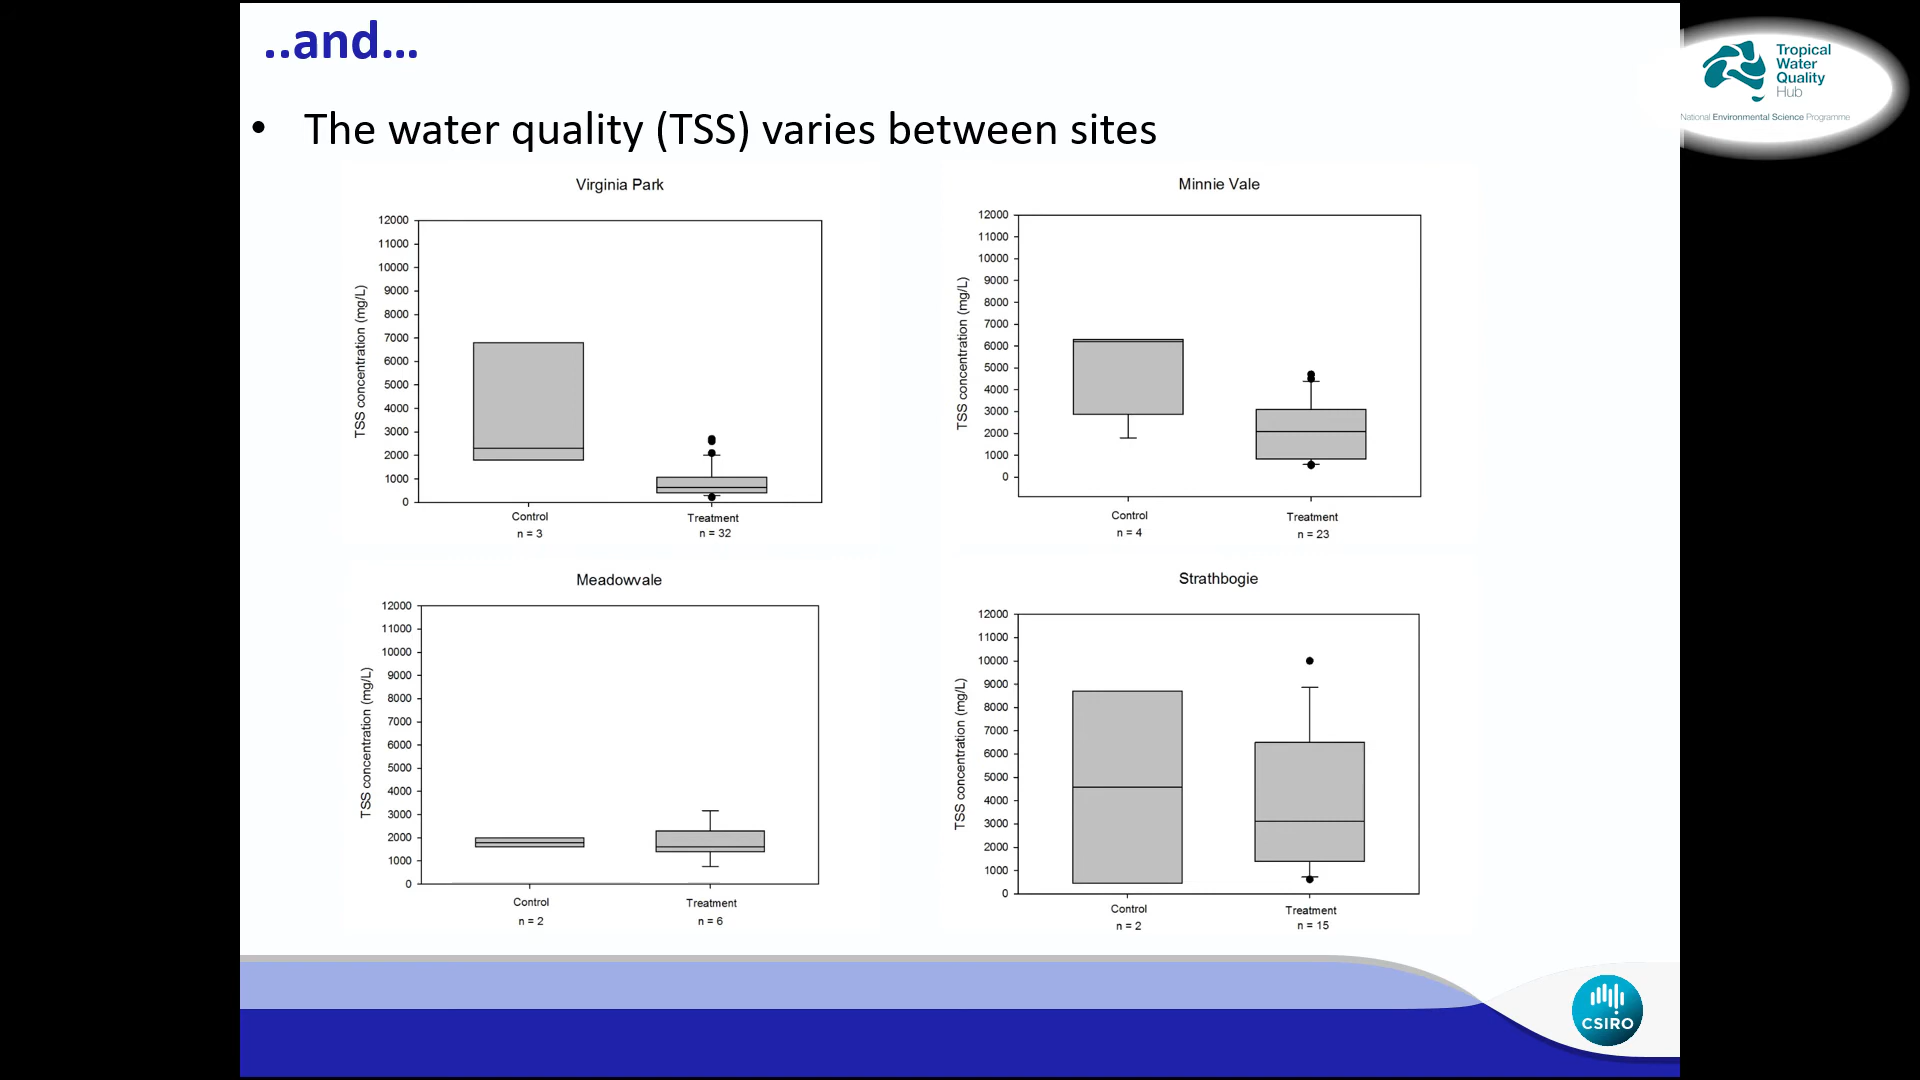 ..and...
• The water quality (TSS) varies between sites
Tropical
Water
Quality
Hub
National Environmental Science Programme
Virginia Park
TSS concentration (mg/L)
12000
11000
10000
9000
8000
7000
6000
5000
4000
3000
2000
1000
0
Control
n = 3
Treatment
n = 32
Minnie Vale
TSS concentration (mg/L)
12000
11000
10000
9000
8000
7000
6000
5000
4000
3000
2000
1000
0
Control
n = 4
Treatment
n = 23
Meadowvale
TSS concentration (mg/L)
12000
11000
10000
9000
8000
7000
6000
5000
4000
3000
2000
1000
0
Control
n = 2
Treatment
n = 6
Strathbogie
TSS concentration (mg/L)
12000
11000
10000
9000
8000
7000
6000
5000
4000
3000
2000
1000
0
Control
n = 2
Treatment
n = 15
CSIRO